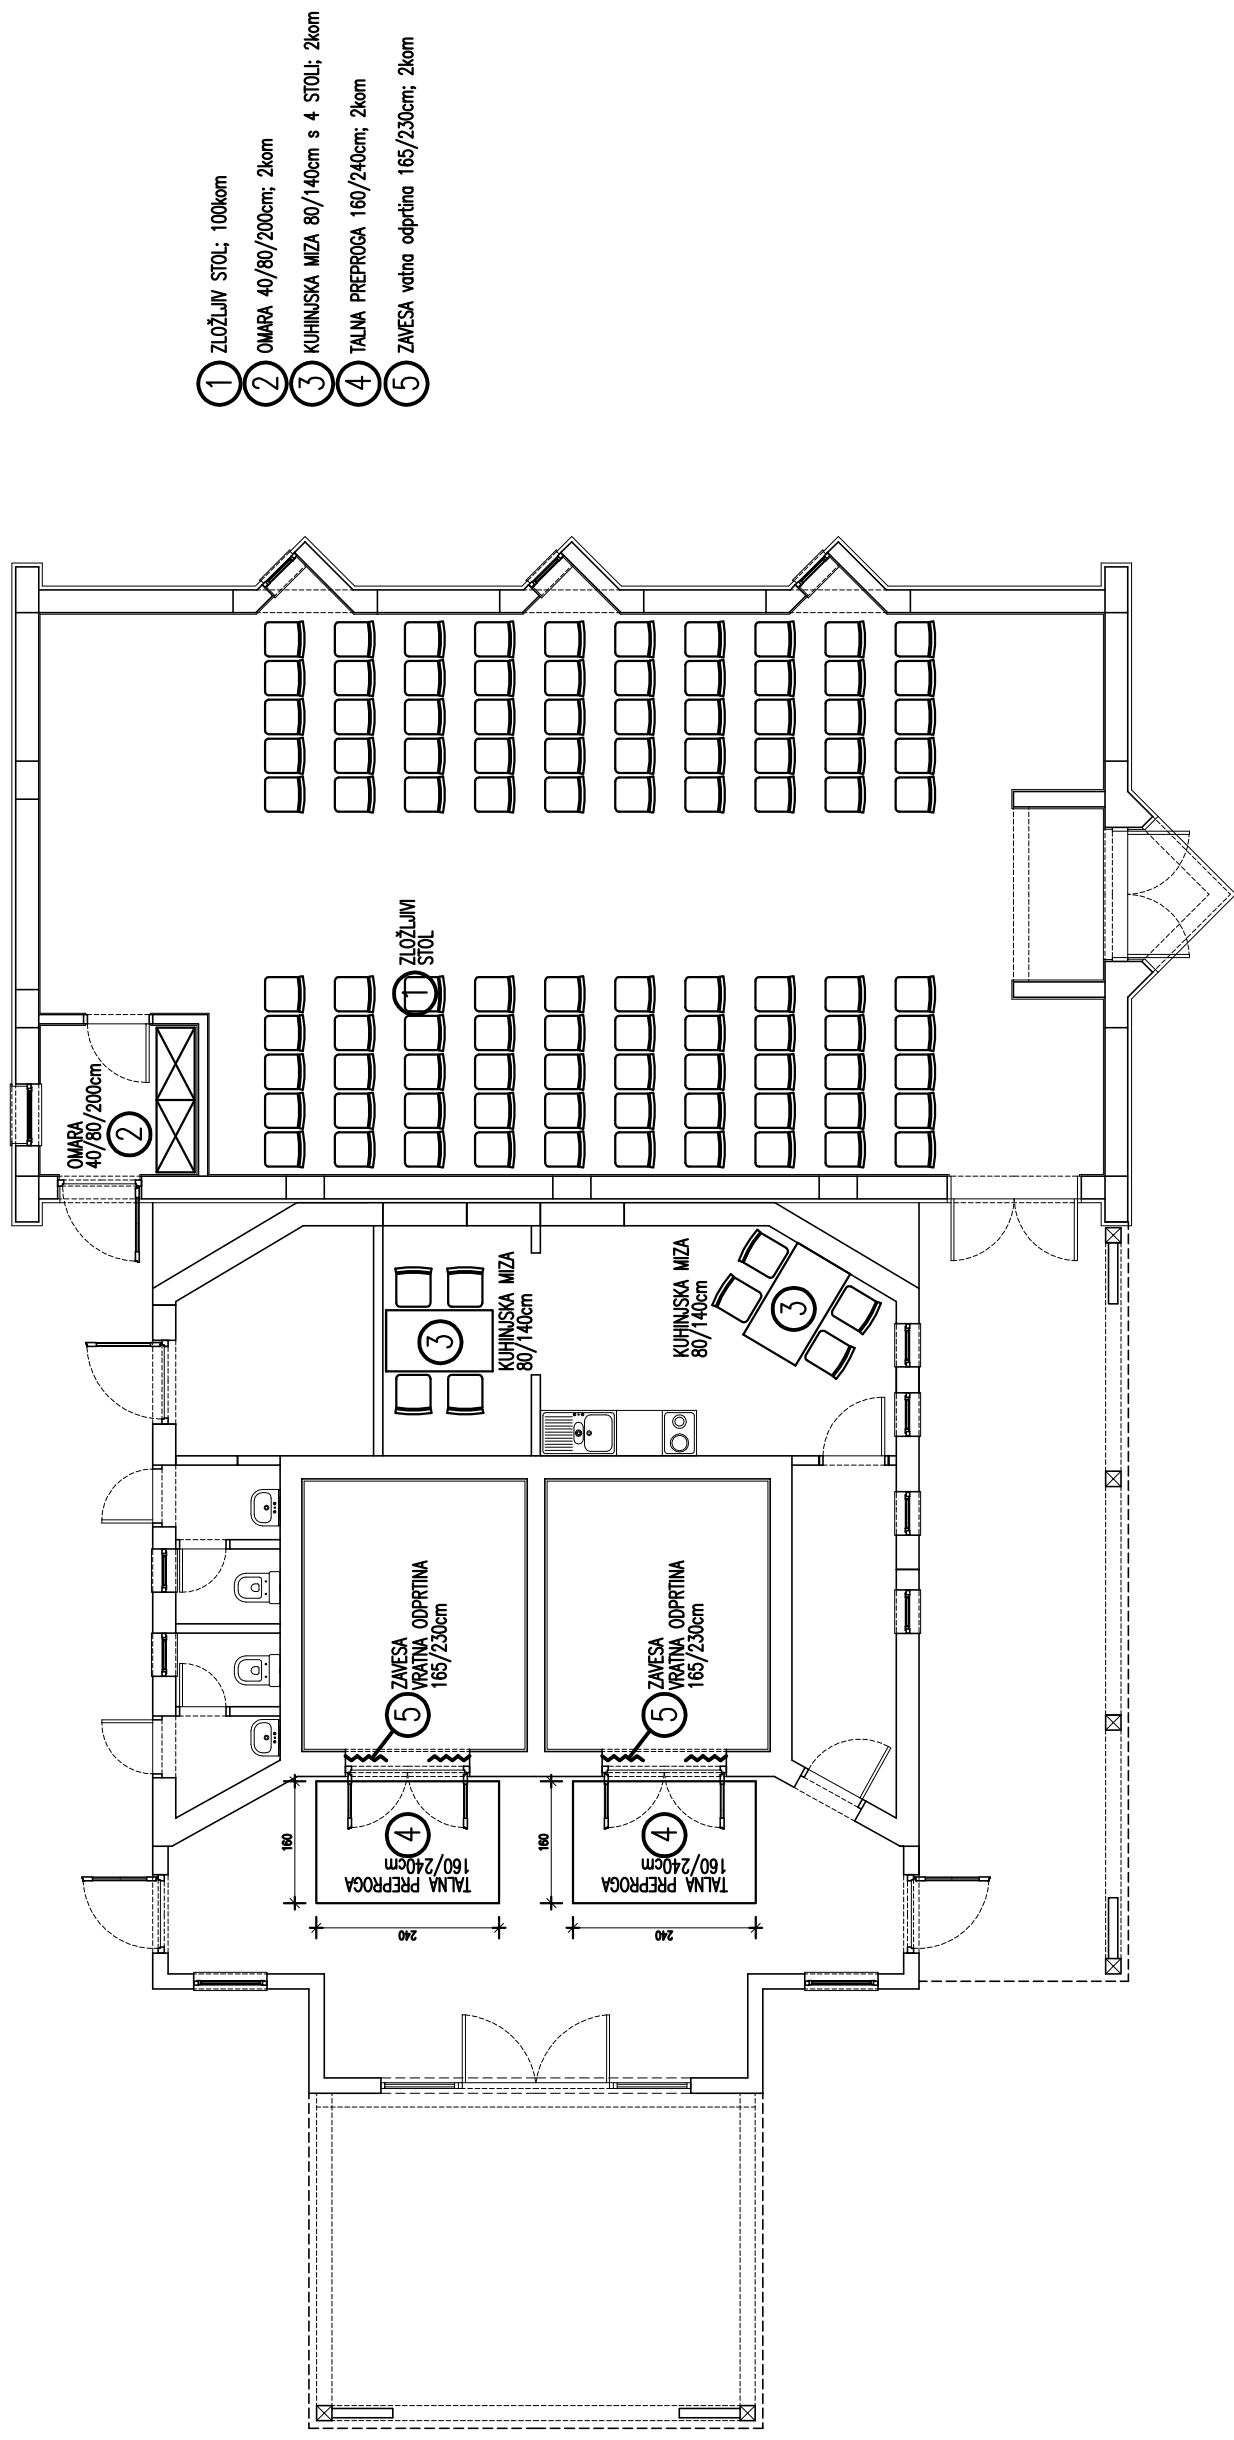 1 ZLOŽLJIV STOL; 100kom
2 OMARA 40/80/200cm; 2kom
3 KUHINJSKA MIZA 80/140cm s 4 STOLI; 2kom
4 TALNA PREPROGA 160/240cm; 2kom
5 ZAVESA vatna odprtina 165/230cm; 2kom
OMARA
40/80/200cm
2
1
ZLOŽLJIVI
STOL
3
KUHINJSKA MIZA
80/140cm
KUHINJSKA MIZA
80/140cm
3
ZAVESA
VRATNA ODPRTINA
165/230cm
5
ZAVESA
VRATNA ODPRTINA
165/230cm
5
160
4
TALNA PREPROGA
160/240cm
240
160
4
TALNA PREPROGA
160/240cm
240